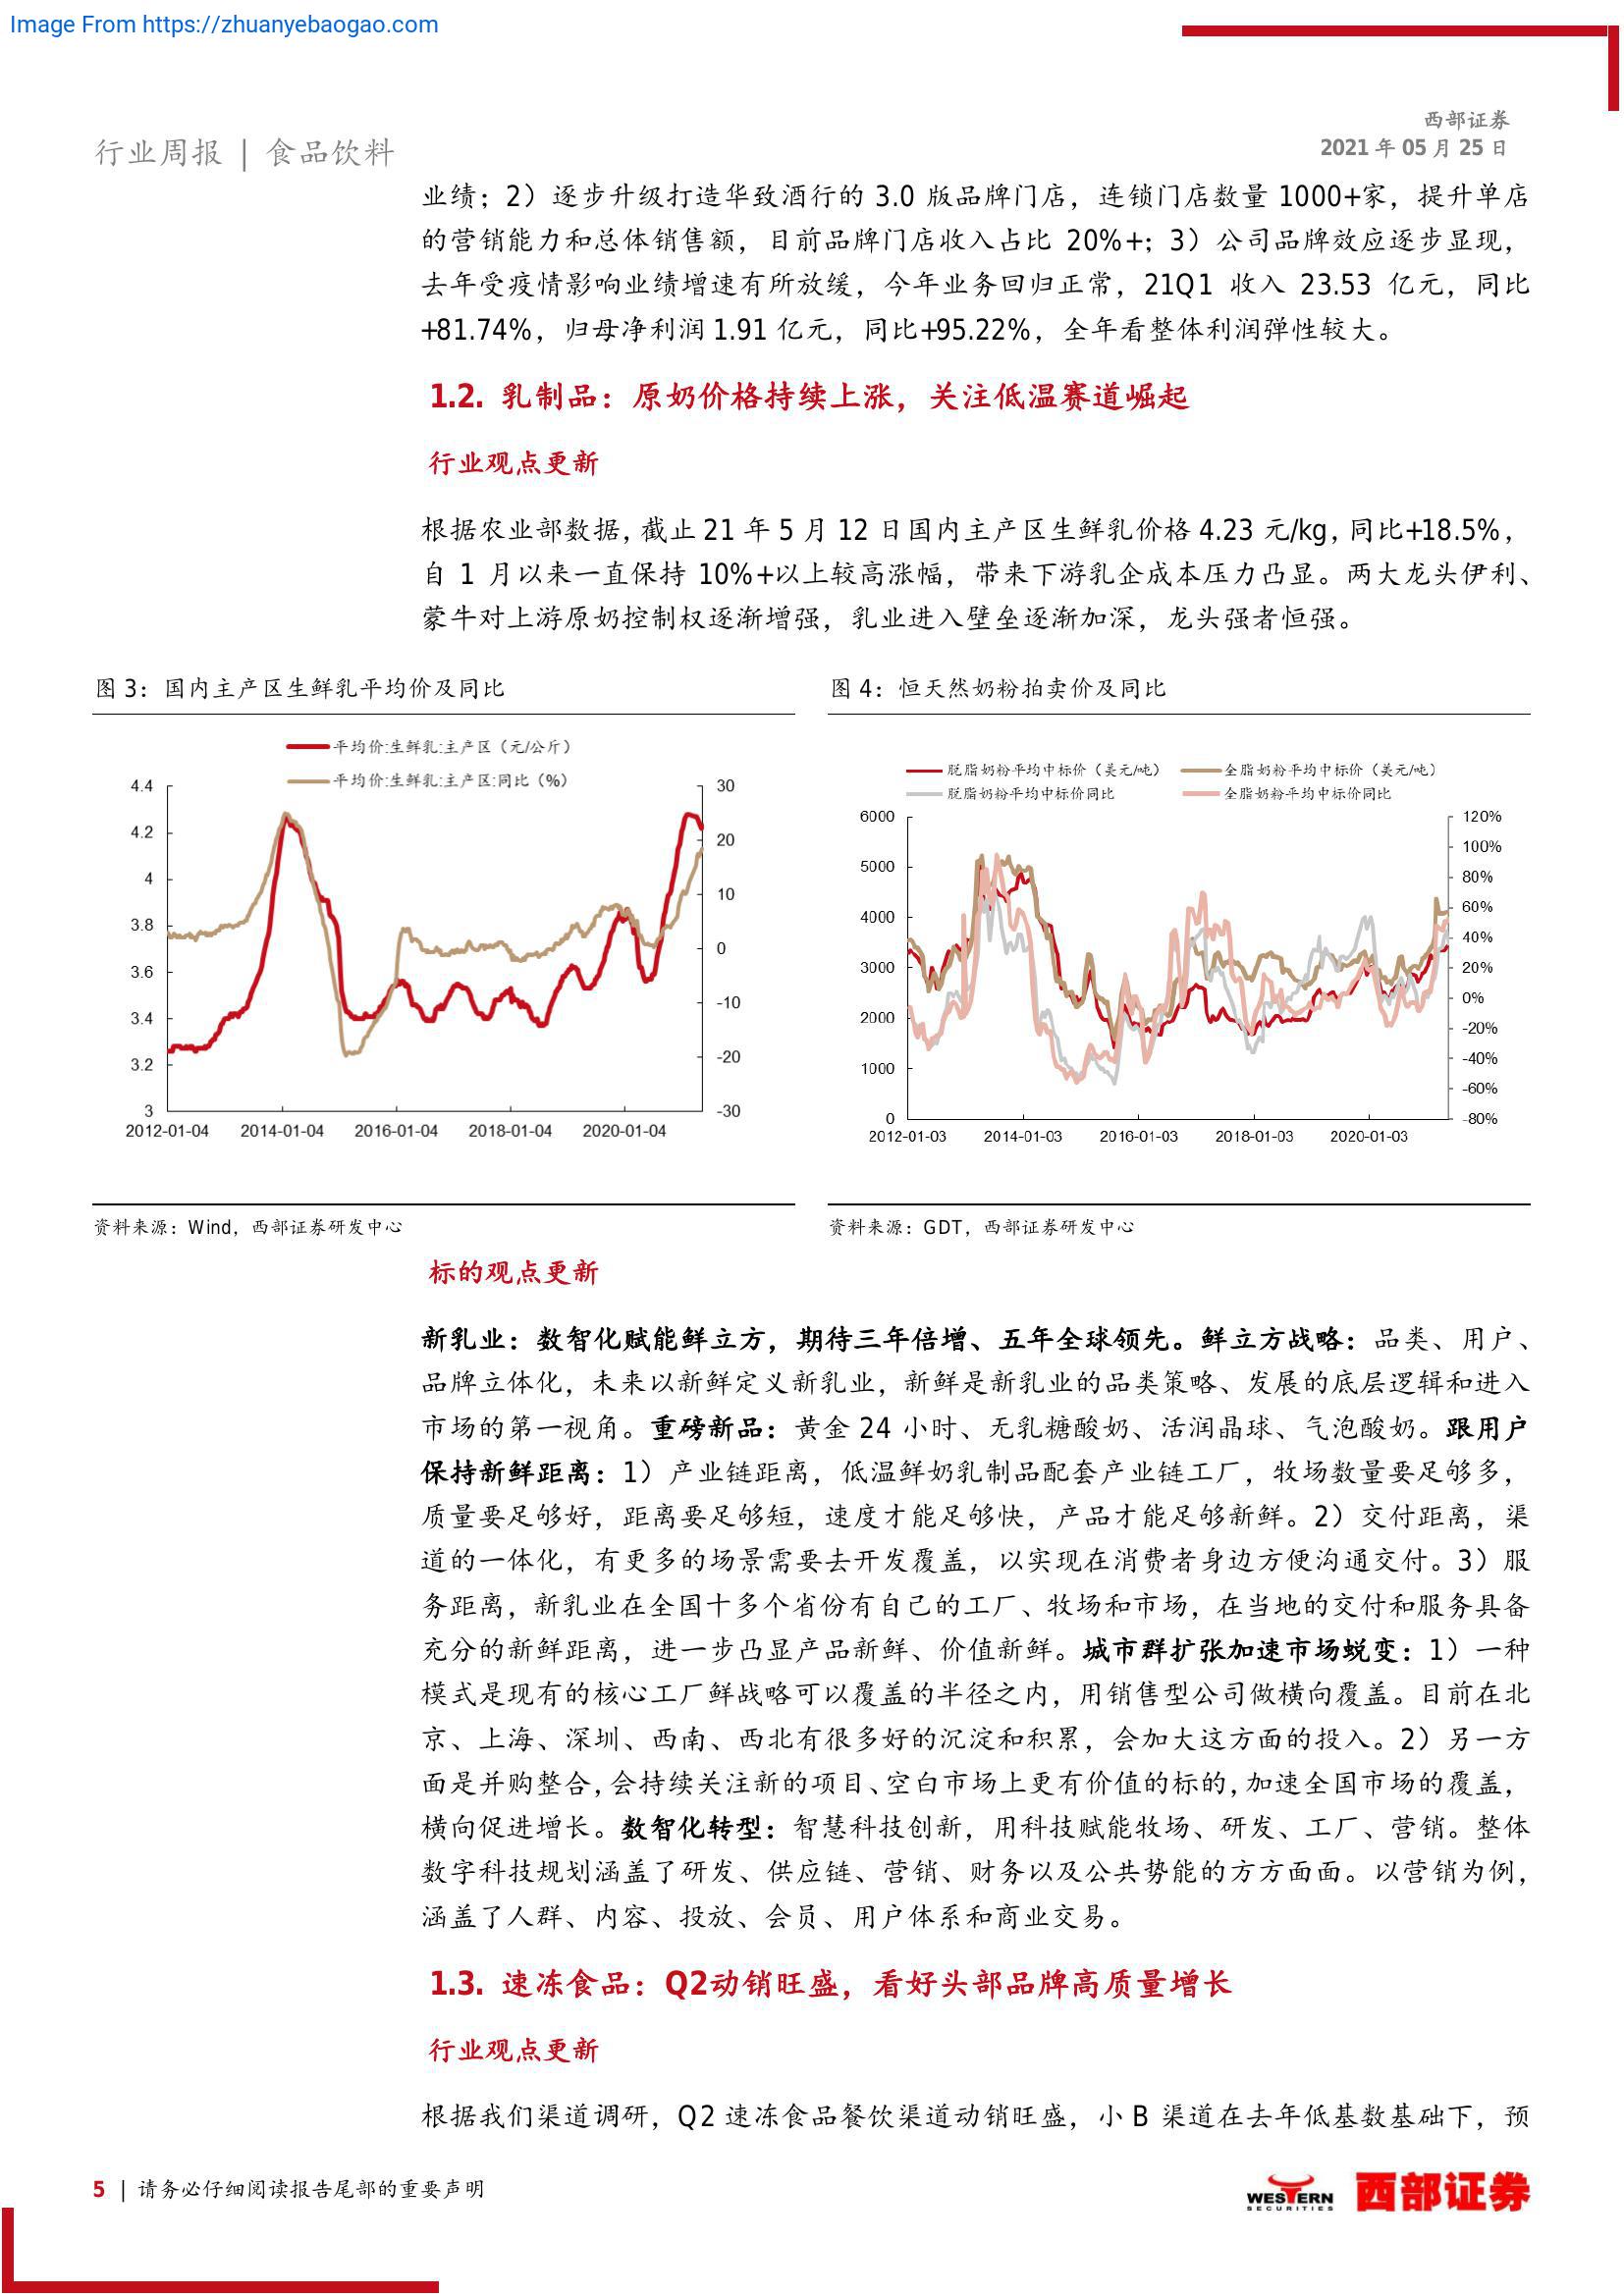 Image From https://zhuanyebaogao.com
西部证券
2021 年 05 月 25 日
行业周报 | 食品饮料
业绩；2）逐步升级打造华致酒行的 3.0 版品牌门店，连锁门店数量 1000+家，提升单店
的营销能力和总体销售额，目前品牌门店收入占比 20%+；3）公司品牌效应逐步显现，
去年受疫情影响业绩增速有所放缓，今年业务回归正常，21Q1 收入 23.53 亿元，同比
+81.74%，归母净利润 1.91 亿元，同比+95.22%，全年看整体利润弹性较大。
1.2. 乳制品：原奶价格持续上涨，关注低温赛道崛起
行业观点更新
根据农业部数据，截止 21 年 5 月 12 日国内主产区生鲜乳价格 4.23 元/kg，同比+18.5%，
自 1 月以来一直保持 10%+以上较高涨幅，带来下游乳企成本压力凸显。两大龙头伊利、
蒙牛对上游原奶控制权逐渐增强，乳业进入壁垒逐渐加深，龙头强者恒强。
图 3：国内主产区生鲜乳平均价及同比
平均价:生鲜乳:主产区（元/公斤）
平均价:生鲜乳:主产区:同比（%）
4.4
4.2
4
3.8
3.6
3.4
3.2
3
30
20
10
0
-10
-20
-30
2012-01-04 2014-01-04 2016-01-04 2018-01-04 2020-01-04
资料来源：Wind，西部证券研发中心
图 4：恒天然奶粉拍卖价及同比
脱脂奶粉平均中标价（美元/吨） 全脂奶粉平均中标价（美元/吨）
脱脂奶粉平均中标价同比 全脂奶粉平均中标价同比
6000
5000
4000
3000
2000
1000
0
120%
100%
80%
60%
40%
20%
0%
-20%
-40%
-60%
-80%
2012-01-03 2014-01-03 2016-01-03 2018-01-03 2020-01-03
资料来源：GDT，西部证券研发中心
标的观点更新
新乳业：数智化赋能鲜立方，期待三年倍增、五年全球领先。鲜立方战略：品类、用户、
品牌立体化，未来以新鲜定义新乳业，新鲜是新乳业的品类策略、发展的底层逻辑和进入
市场的第一视角。重磅新品：黄金 24 小时、无乳糖酸奶、活润晶球、气泡酸奶。跟用户
保持新鲜距离：1）产业链距离，低温鲜奶乳制品配套产业链工厂，牧场数量要足够多，
质量要足够好，距离要足够短，速度才能足够快，产品才能足够新鲜。2）交付距离，渠
道的一体化，有更多的场景需要去开发覆盖，以实现在消费者身边方便沟通交付。3）服
务距离，新乳业在全国十多个省份有自己的工厂、牧场和市场，在当地的交付和服务具备
充分的新鲜距离，进一步凸显产品新鲜、价值新鲜。城市群扩张加速市场蜕变：1）一种
模式是现有的核心工厂鲜战略可以覆盖的半径之内，用销售型公司做横向覆盖。目前在北
京、上海、深圳、西南、西北有很多好的沉淀和积累，会加大这方面的投入。2）另一方
面是并购整合，会持续关注新的项目、空白市场上更有价值的标的，加速全国市场的覆盖，
横向促进增长。数智化转型：智慧科技创新，用科技赋能牧场、研发、工厂、营销。整体
数字科技规划涵盖了研发、供应链、营销、财务以及公共势能的方方面面。以营销为例，
涵盖了人群、内容、投放、会员、用户体系和商业交易。
1.3. 速冻食品：Q2动销旺盛，看好头部品牌高质量增长
行业观点更新
根据我们渠道调研，Q2 速冻食品餐饮渠道动销旺盛，小 B 渠道在去年低基数基础下，预
5 | 请务必仔细阅读报告尾部的重要声明
WESTERN
SECURITIES
西部证券